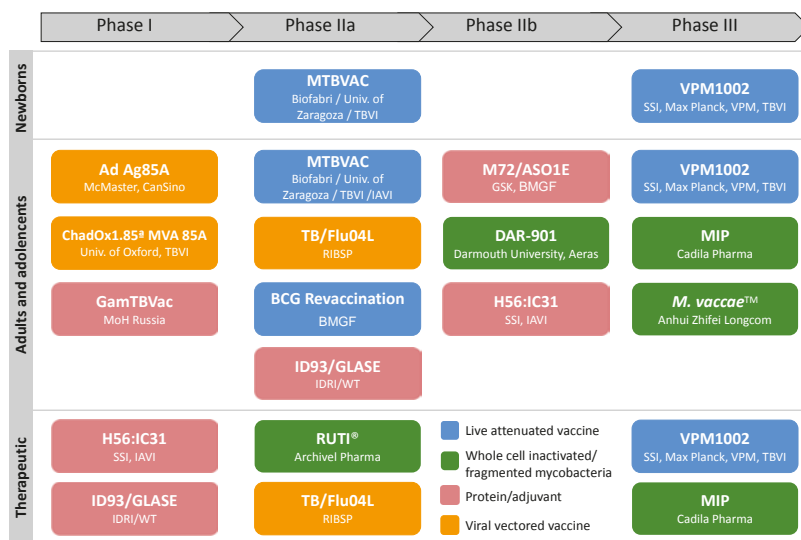 Phase I
Phase IIa
Phase IIb
Phase III
Newborns
MTBVAC
Biofabri / Univ. of
Zaragoza / TBVI
VPM1002
SSI, Max Planck, VPM, TBVI
Adults and adolencents
Ad Ag85A
McMaster, CanSino
MTBVAC
Biofabri / Univ. of
Zaragoza / TBVI /IAVI
M72/ASO1E
GSK, BMGF
VPM1002
SSI, Max Planck, VPM, TBVI
ChadOx1.85ª MVA 85A
Univ. of Oxford, TBVI
TB/Flu04L
RIBSP
DAR-901
Darmouth University, Aeras
MIP
Cadila Pharma
GamTBVac
MoH Russia
BCG Revaccination
BMGF
H56:IC31
SSI, IAVI
M. vaccae™
Anhui Zhifei Longcom
ID93/GLASE
IDRI/WT
Therapeutic
H56:IC31
SSI, IAVI
RUTI®
Archivel Pharma
Live attenuated vaccine
Whole cell inactivated/
fragmented mycobacteria
VPM1002
SSI, Max Planck, VPM, TBVI
ID93/GLASE
IDRI/WT
TB/Flu04L
RIBSP
Protein/adjuvant
Viral vectored vaccine
MIP
Cadila Pharma